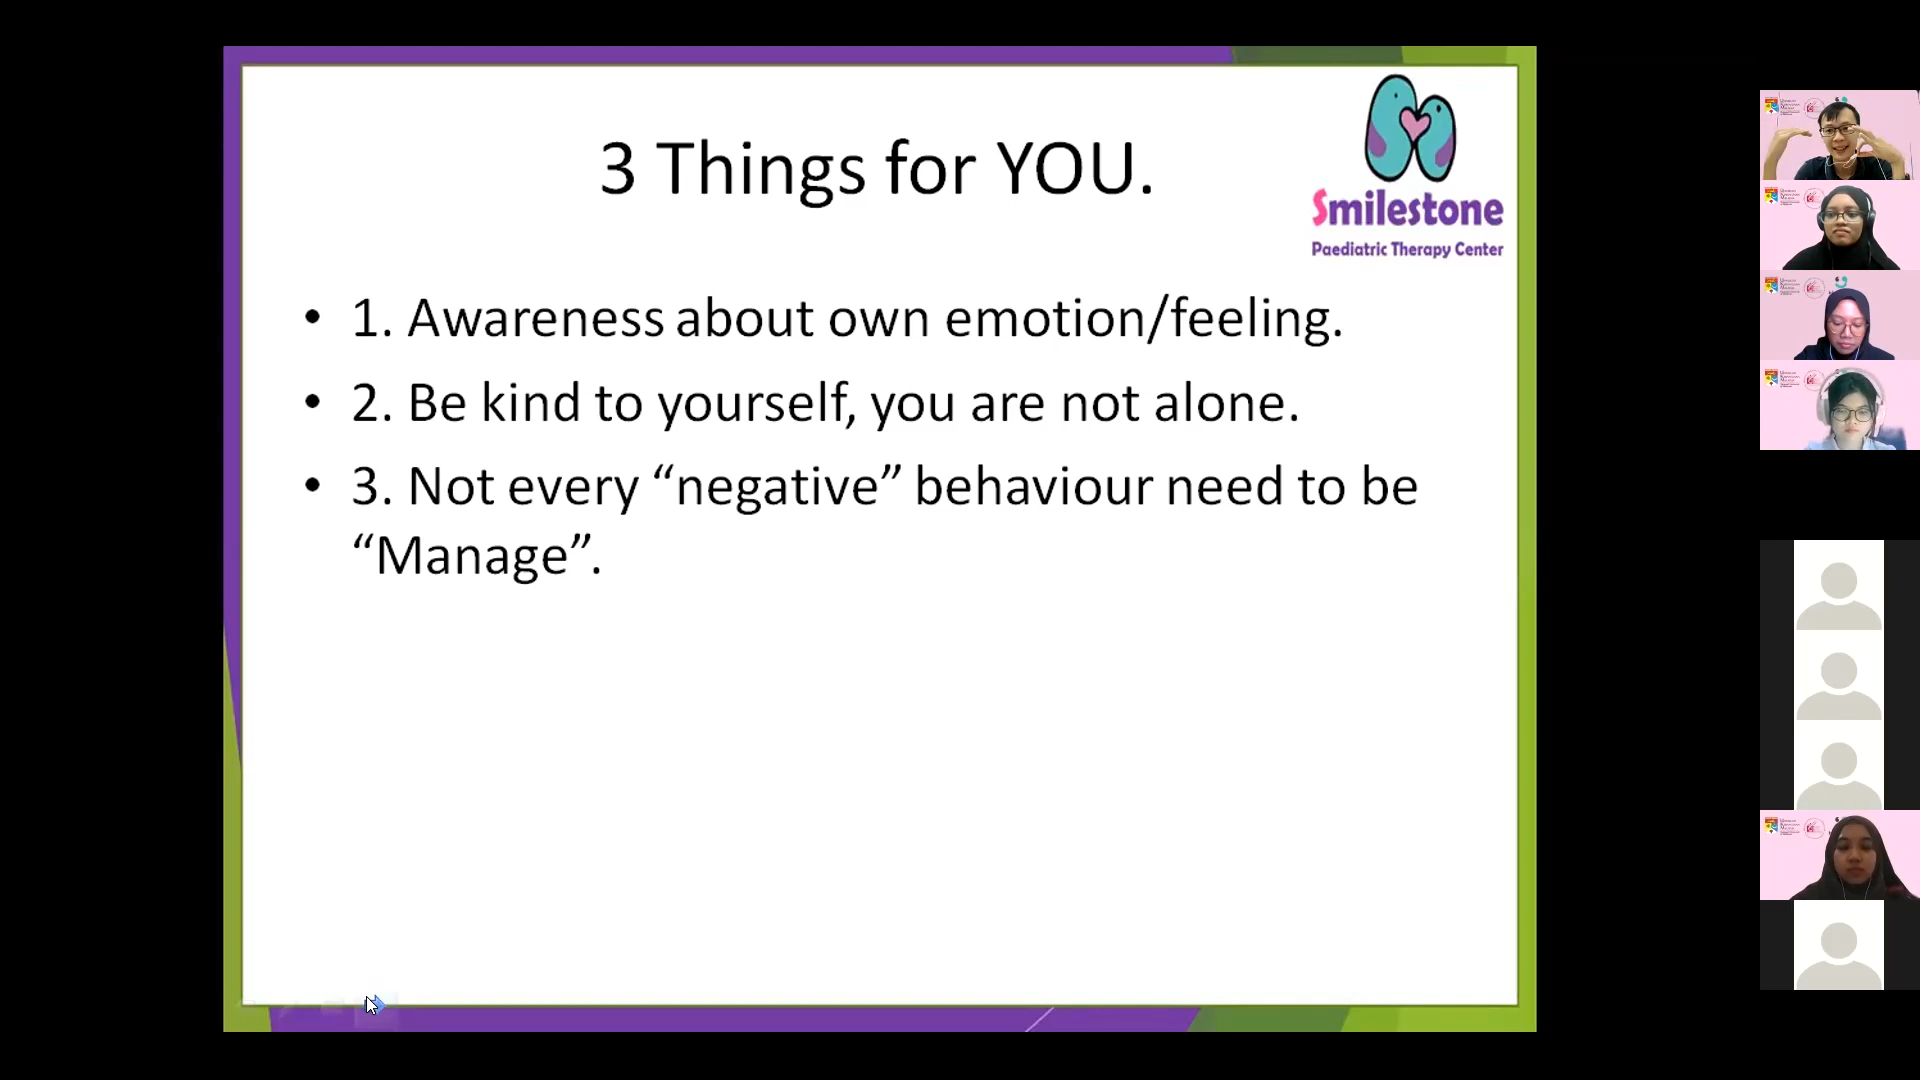 3 Things for YOU.
Smilestone
Paediatric Therapy Center
• 1. Awareness about own emotion/feeling.
• 2. Be kind to yourself, you are not alone.
• 3. Not every “negative” behaviour need to be
“Manage”.